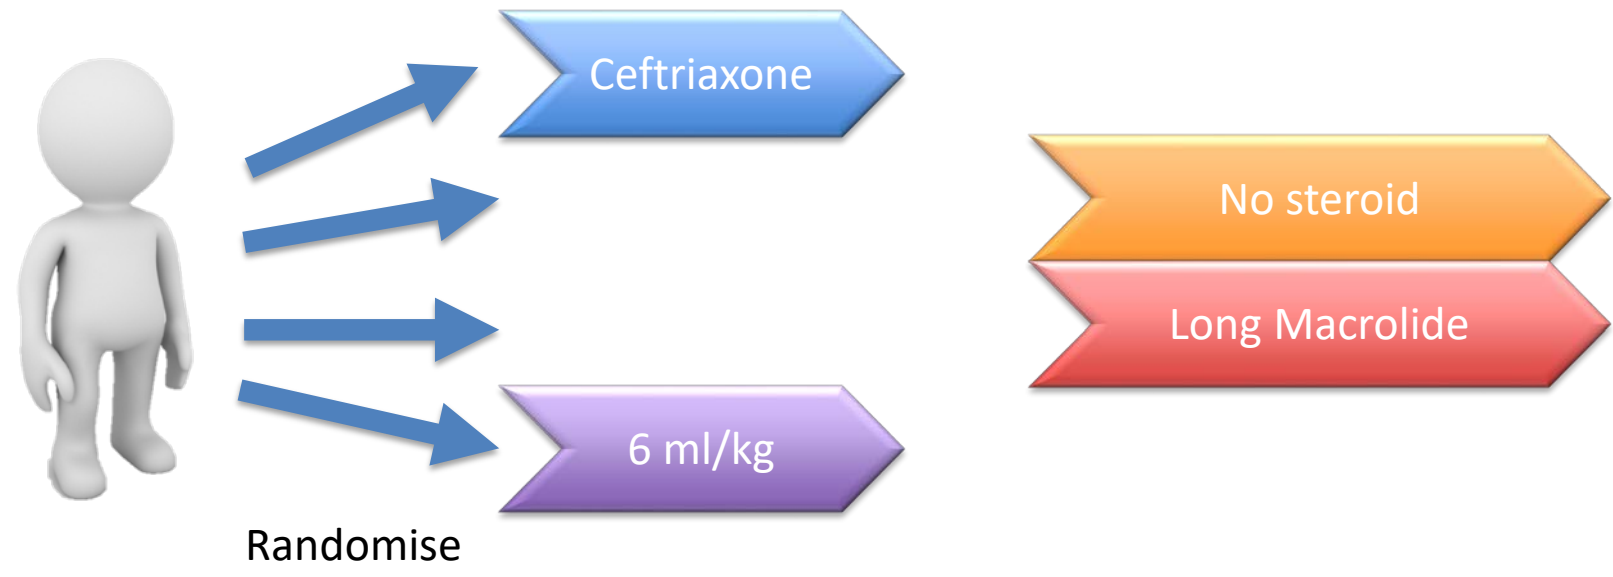 Ceftriaxone
No steroid
Long Macrolide
6 ml/kg
Randomise